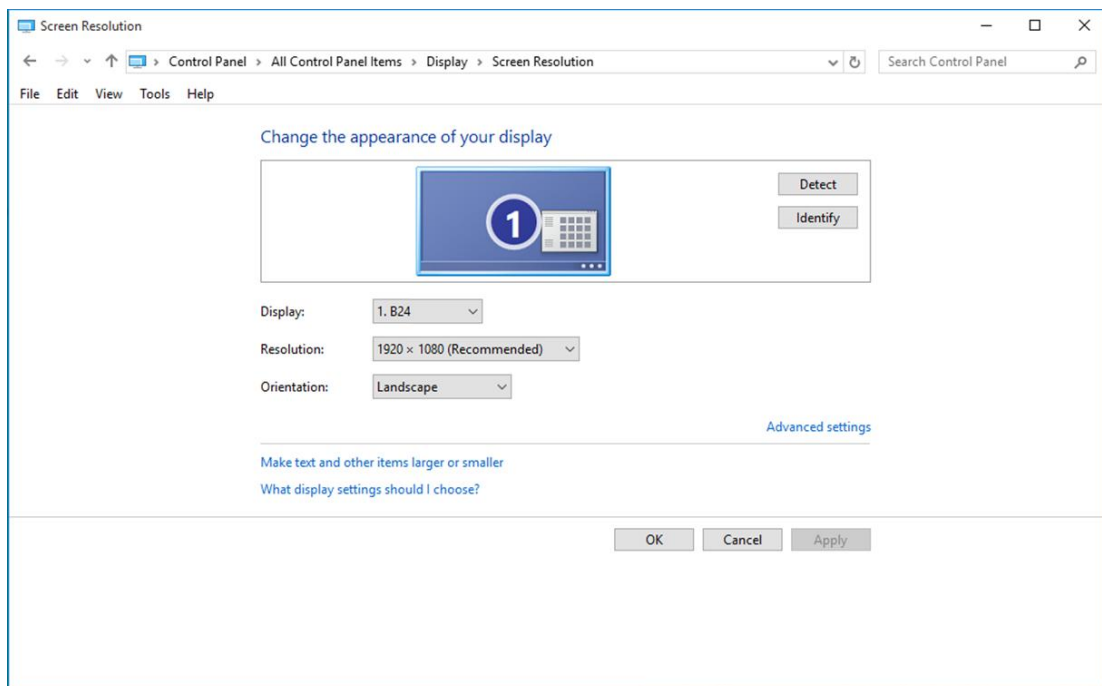 Screen Resolution
Control Panel > All Control Panel Items > Display > Screen Resolution
Search Control Panel
File Edit View Tools Help
Change the appearance of your display
1
Detect
Identify
Display: 1. B24
Resolution: 1920 × 1080 (Recommended)
Orientation: Landscape
Advanced settings
Make text and other items larger or smaller
What display settings should I choose?
OK Cancel Apply